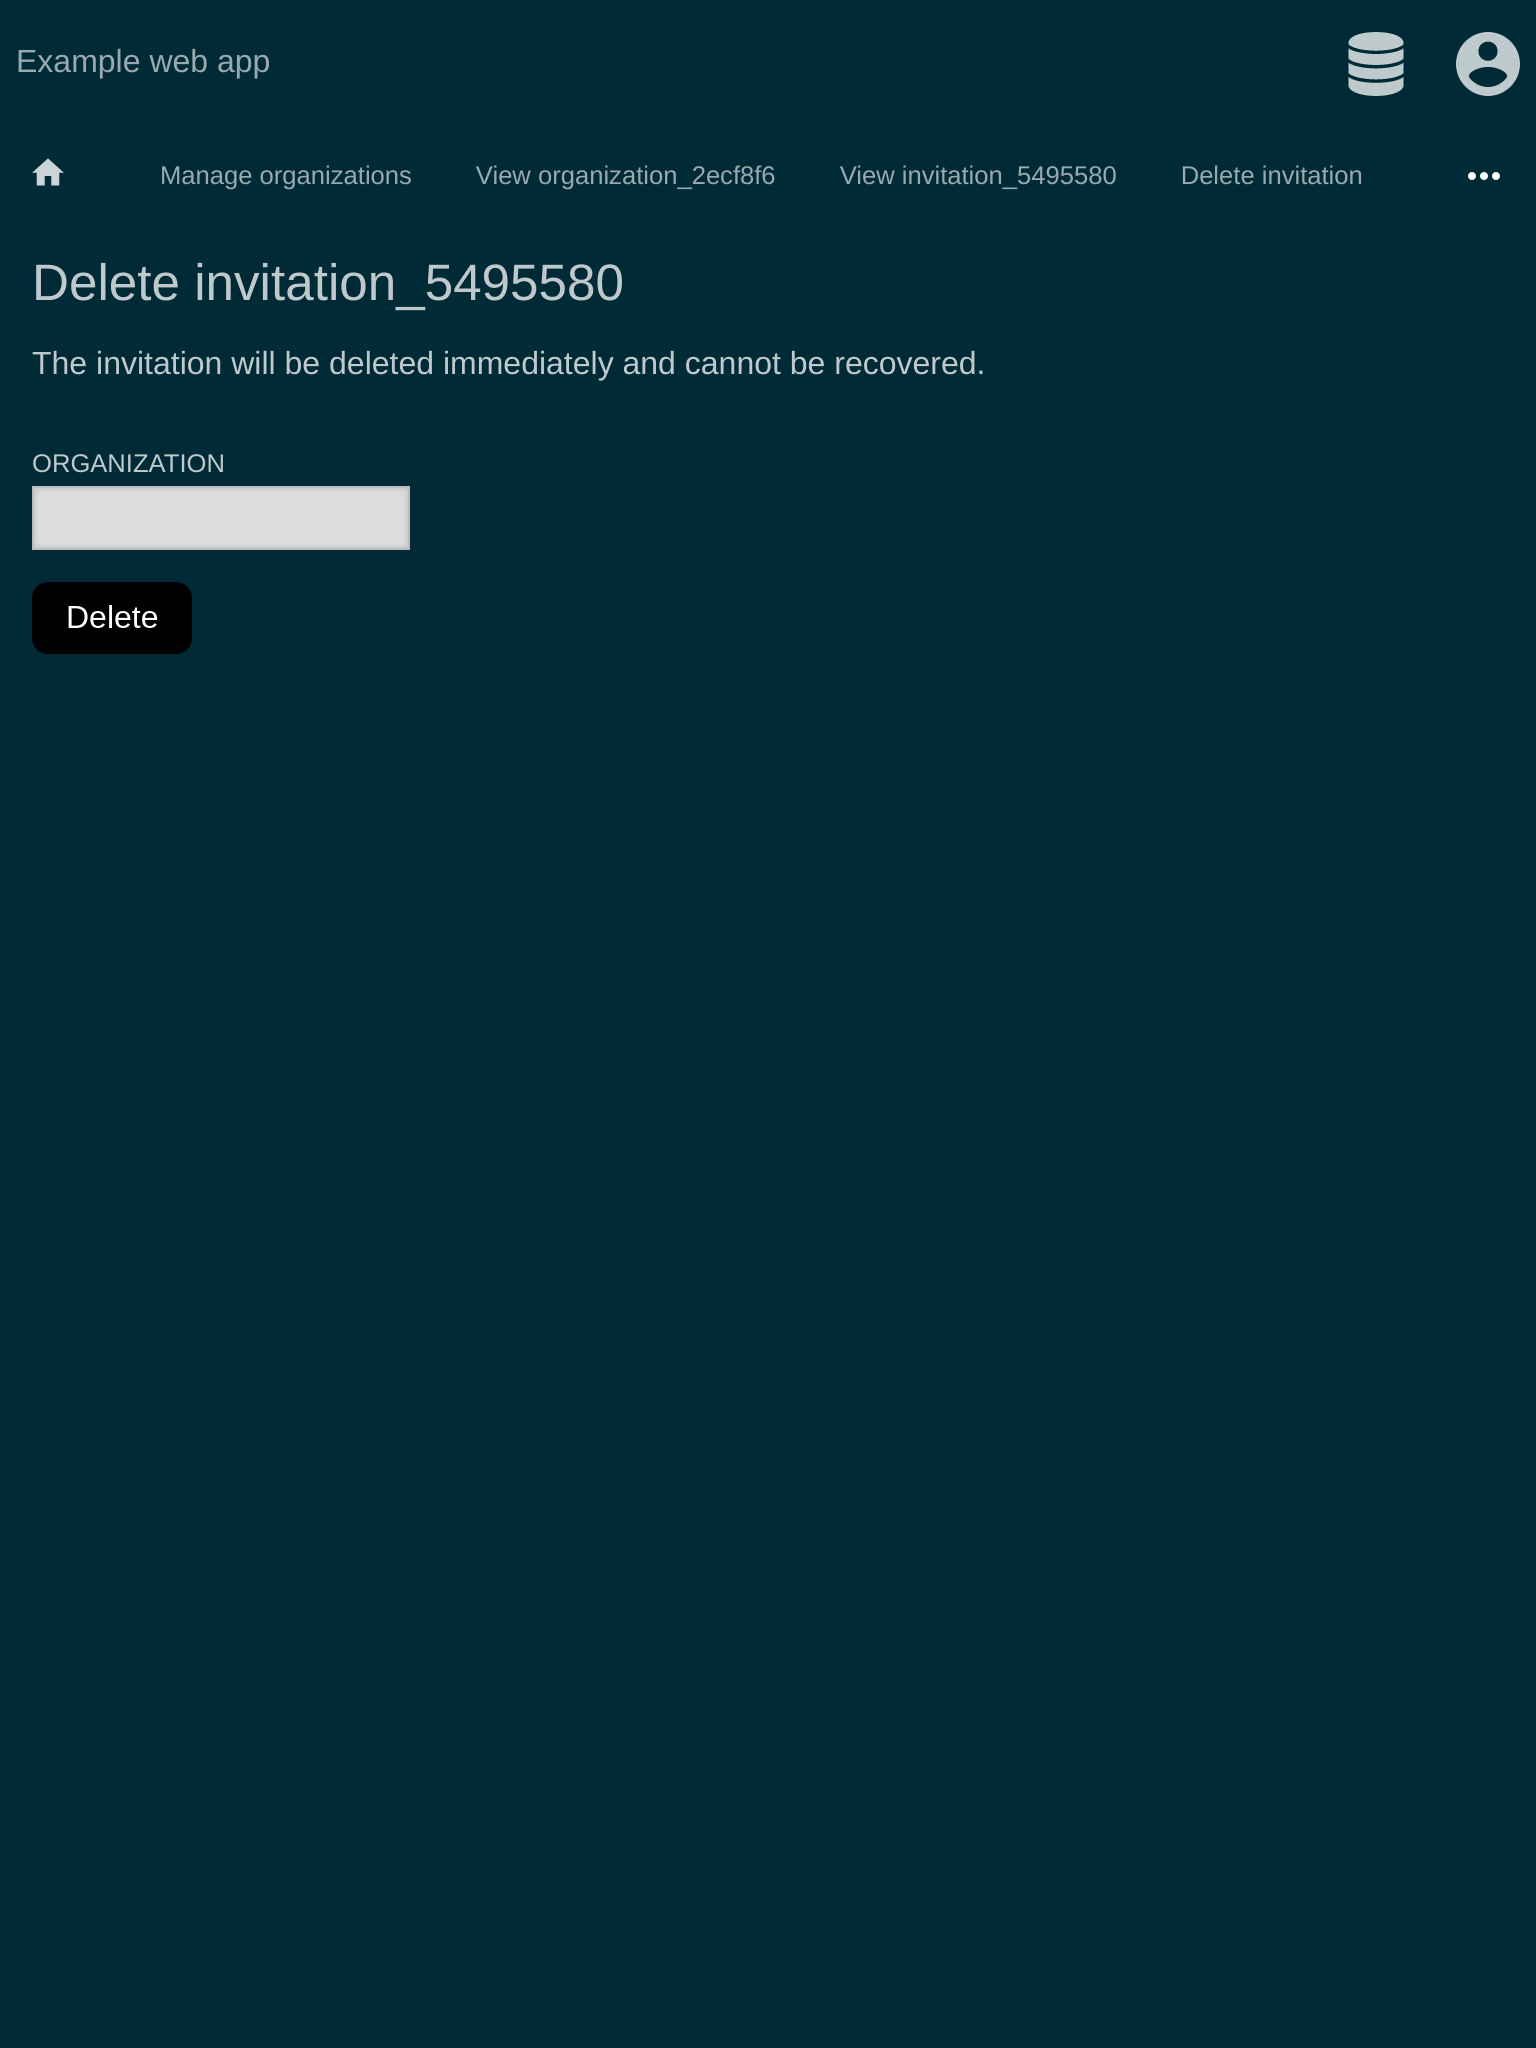 Example web app
Manage organizations View organization_2ecf8f6 View invitation_5495580 Delete invitation
Delete invitation_5495580
The invitation will be deleted immediately and cannot be recovered.
ORGANIZATION
Delete